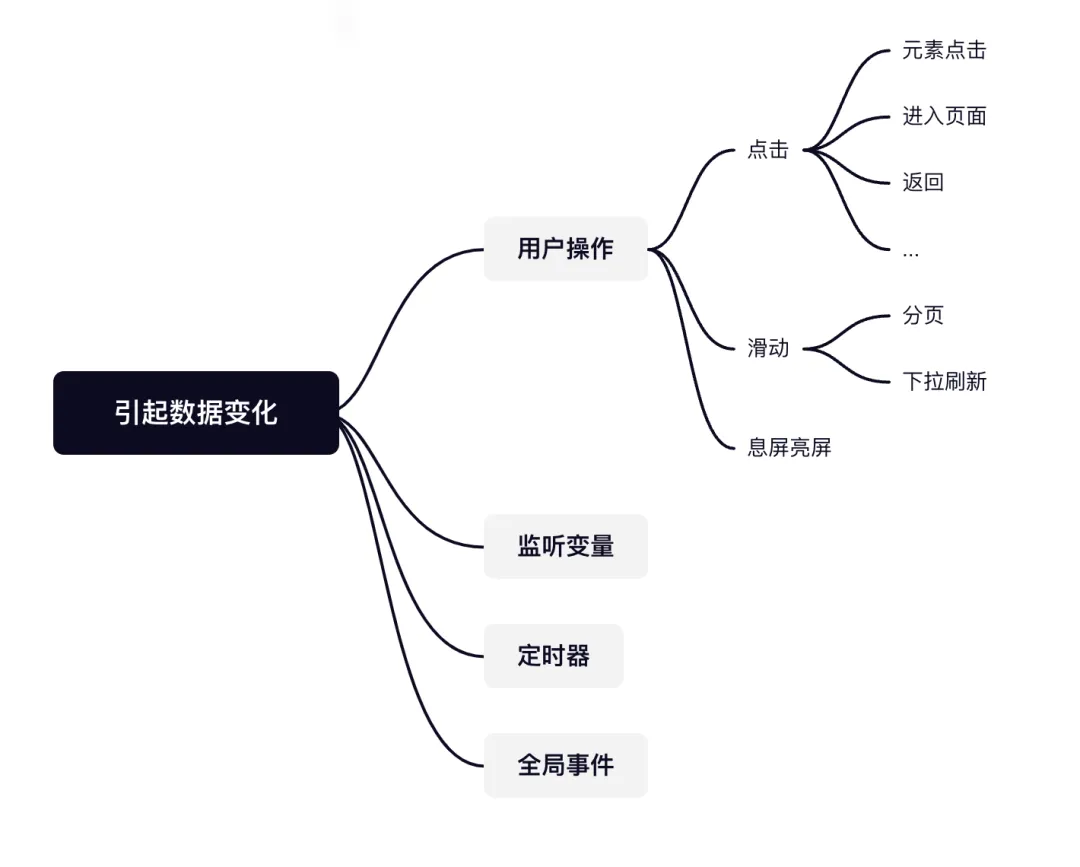 引起数据变化
用户操作
点击
元素点击
进入页面
返回
...
滑动
分页
下拉刷新
息屏亮屏
监听变量
定时器
全局事件